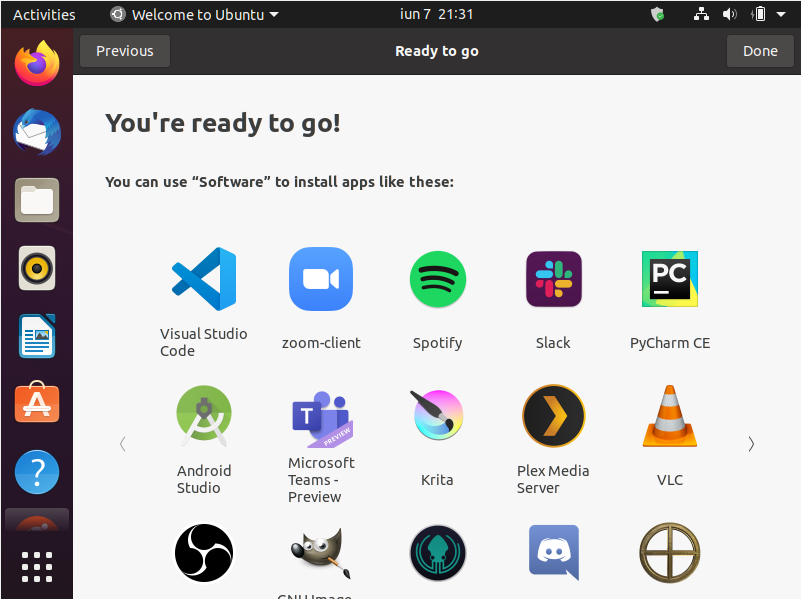 Activities
Welcome to Ubuntu
iun 7 21:31
Previous
Ready to go
Done
You're ready to go!
You can use “Software” to install apps like these:
PC
Visual Studio
Code
zoom-client
Spotify
Slack
PyCharm CE
T
PREVIEW
Android
Studio
Microsoft
Teams -
Preview
Krita
Plex Media
Server
VLC
?
GNU Image